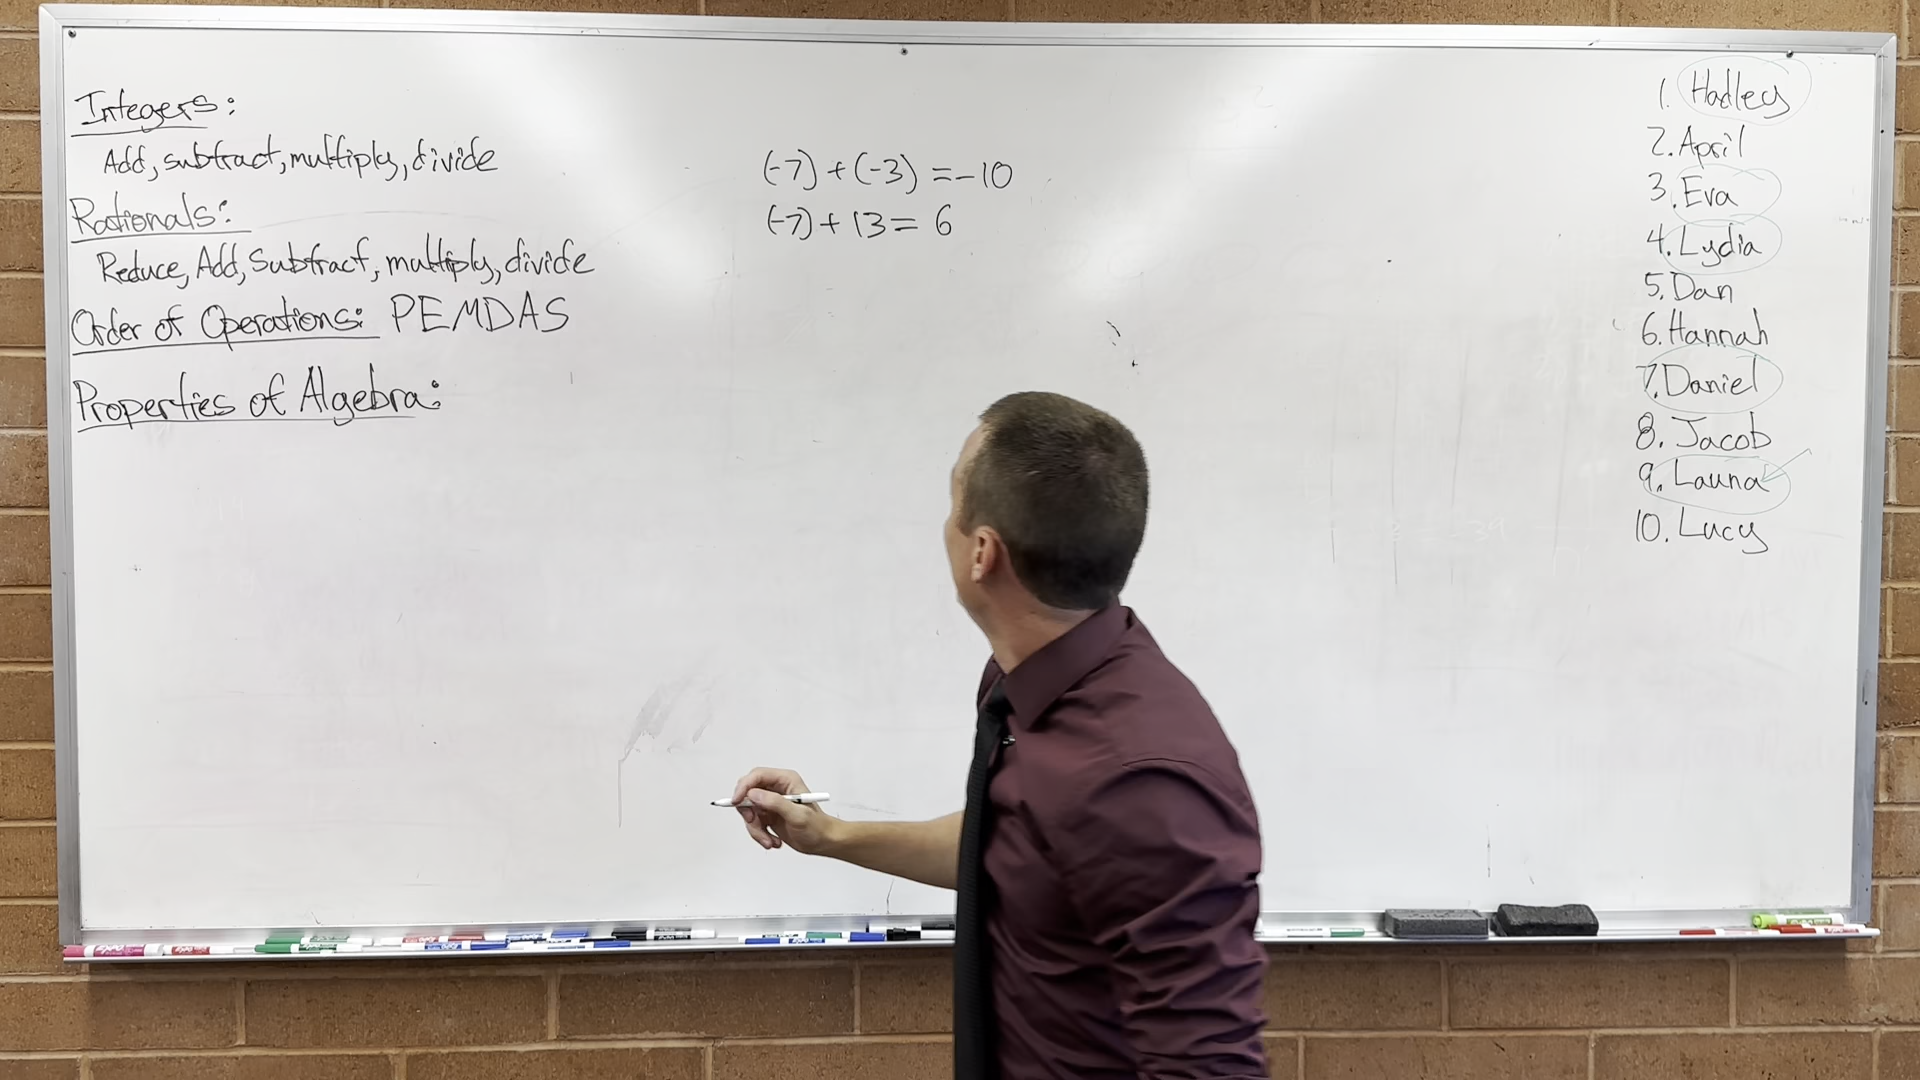 Integers:
Add, subtract, multiply, divide
Rationals:
Reduce, Add, Subtract, multiply, divide
Order of Operations: PEMDAS
Properties of Algebra:
(-7) + (-3) = -10
(-7) + 13 = 6
1. Hadley
2. April
3. Eva
4. Lydia
5. Dan
6. Hannah
7. Daniel
8. Jacob
9. Launa
10. Lucy